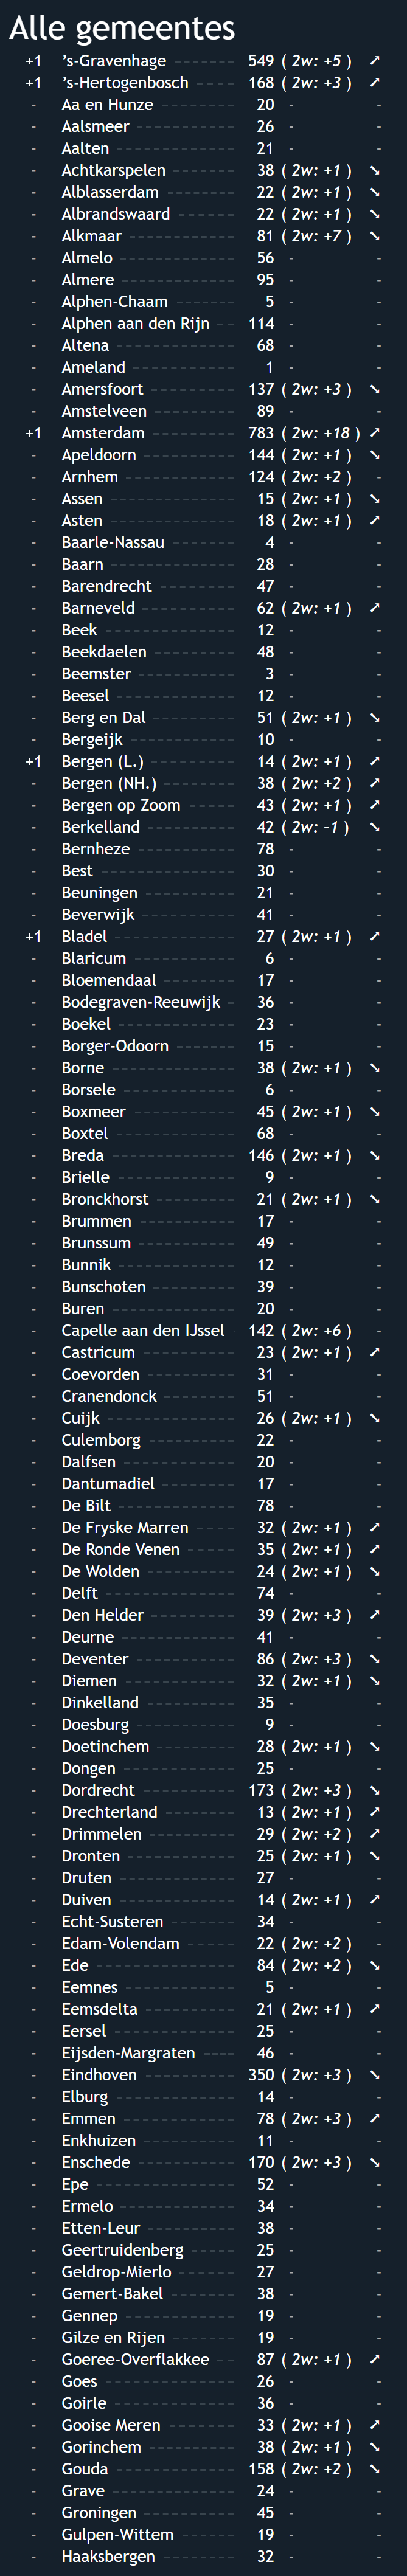 Alle gemeentes
+1 ’s-Gravenhage 549 ( 2w: +5 ) ➚
+1 ’s-Hertogenbosch 168 ( 2w: +3 ) ➚
- Aa en Hunze 20 - -
- Aalsmeer 26 - -
- Aalten 21 - -
- Achtkarspelen 38 ( 2w: +1 ) ➘
- Alblasserdam 22 ( 2w: +1 ) ➘
- Albrandswaard 22 ( 2w: +1 ) ➘
- Alkmaar 81 ( 2w: +7 ) ➘
- Almelo 56 - -
- Almere 95 - -
- Alphen-Chaam 5 - -
- Alphen aan den Rijn 114 - -
- Altena 68 - -
- Ameland 1 - -
- Amersfoort 137 ( 2w: +3 ) ➘
- Amstelveen 89 - -
+1 Amsterdam 783 ( 2w: +18 ) ➚
- Apeldoorn 144 ( 2w: +1 ) ➘
- Arnhem 124 ( 2w: +2 ) -
- Assen 15 ( 2w: +1 ) ➘
- Asten 18 ( 2w: +1 ) ➚
- Baarle-Nassau 4 - -
- Baarn 28 - -
- Barendrecht 47 - -
- Barneveld 62 ( 2w: +1 ) ➚
- Beek 12 - -
- Beekdaelen 48 - -
- Beemster 3 - -
- Beesel 12 - -
- Berg en Dal 51 ( 2w: +1 ) ➘
- Bergeijk 10 - -
+1 Bergen (L.) 14 ( 2w: +1 ) ➚
- Bergen (NH.) 38 ( 2w: +2 ) ➚
- Bergen op Zoom 43 ( 2w: +1 ) ➚
- Berkelland 42 ( 2w: -1 ) ➘
- Bernheze 78 - -
- Best 30 - -
- Beuningen 21 - -
- Beverwijk 41 - -
+1 Bladel 27 ( 2w: +1 ) ➚
- Blaricum 6 - -
- Bloemendaal 17 - -
- Bodegraven-Reeuwijk 36 - -
- Boekel 23 - -
- Borger-Odoorn 15 - -
- Borne 38 ( 2w: +1 ) ➘
- Borsele 6 - -
- Boxmeer 45 ( 2w: +1 ) ➘
- Boxtel 68 - -
- Breda 146 ( 2w: +1 ) ➘
- Brielle 9 - -
- Bronckhorst 21 ( 2w: +1 ) ➘
- Brummen 17 - -
- Brunssum 49 - -
- Bunnik 12 - -
- Bunschoten 39 - -
- Buren 20 - -
- Capelle aan den IJssel 142 ( 2w: +6 ) -
- Castricum 23 ( 2w: +1 ) ➚
- Coevorden 31 - -
- Cranendonck 51 - -
- Cuijk 26 ( 2w: +1 ) ➘
- Culemborg 22 - -
- Dalfsen 20 - -
- Dantumadiel 17 - -
- De Bilt 78 - -
- De Fryske Marren 32 ( 2w: +1 ) ➚
- De Ronde Venen 35 ( 2w: +1 ) ➚
- De Wolden 24 ( 2w: +1 ) ➘
- Delft 74 - -
- Den Helder 39 ( 2w: +3 ) ➚
- Deurne 41 - -
- Deventer 86 ( 2w: +3 ) ➘
- Diemen 32 ( 2w: +1 ) ➘
- Dinkelland 35 - -
- Doesburg 9 - -
- Doetinchem 28 ( 2w: +1 ) ➘
- Dongen 25 - -
- Dordrecht 173 ( 2w: +3 ) ➘
- Drechterland 13 ( 2w: +1 ) ➚
- Drimmelen 29 ( 2w: +2 ) ➚
- Dronten 25 ( 2w: +1 ) ➘
- Druten 27 - -
- Duiven 14 ( 2w: +1 ) ➚
- Echt-Susteren 34 - -
- Edam-Volendam 22 ( 2w: +2 ) -
- Ede 84 ( 2w: +2 ) ➘
- Eemnes 5 - -
- Eemsdelta 21 ( 2w: +1 ) ➚
- Eersel 25 - -
- Eijsden-Margraten 46 - -
- Eindhoven 350 ( 2w: +3 ) ➘
- Elburg 14 - -
- Emmen 78 ( 2w: +3 ) ➚
- Enkhuizen 11 - -
- Enschede 170 ( 2w: +3 ) ➘
- Epe 52 - -
- Ermelo 34 - -
- Etten-Leur 38 - -
- Geertruidenberg 25 - -
- Geldrop-Mierlo 27 - -
- Gemert-Bakel 38 - -
- Gennep 19 - -
- Gilze en Rijen 19 - -
- Goeree-Overflakkee 87 ( 2w: +1 ) ➚
- Goes 26 - -
- Goirle 36 - -
- Gooise Meren 33 ( 2w: +1 ) ➚
- Gorinchem 38 ( 2w: +1 ) ➘
- Gouda 158 ( 2w: +2 ) ➘
- Grave 24 - -
- Groningen 45 - -
- Gulpen-Wittem 19 - -
- Haaksbergen 32 - -